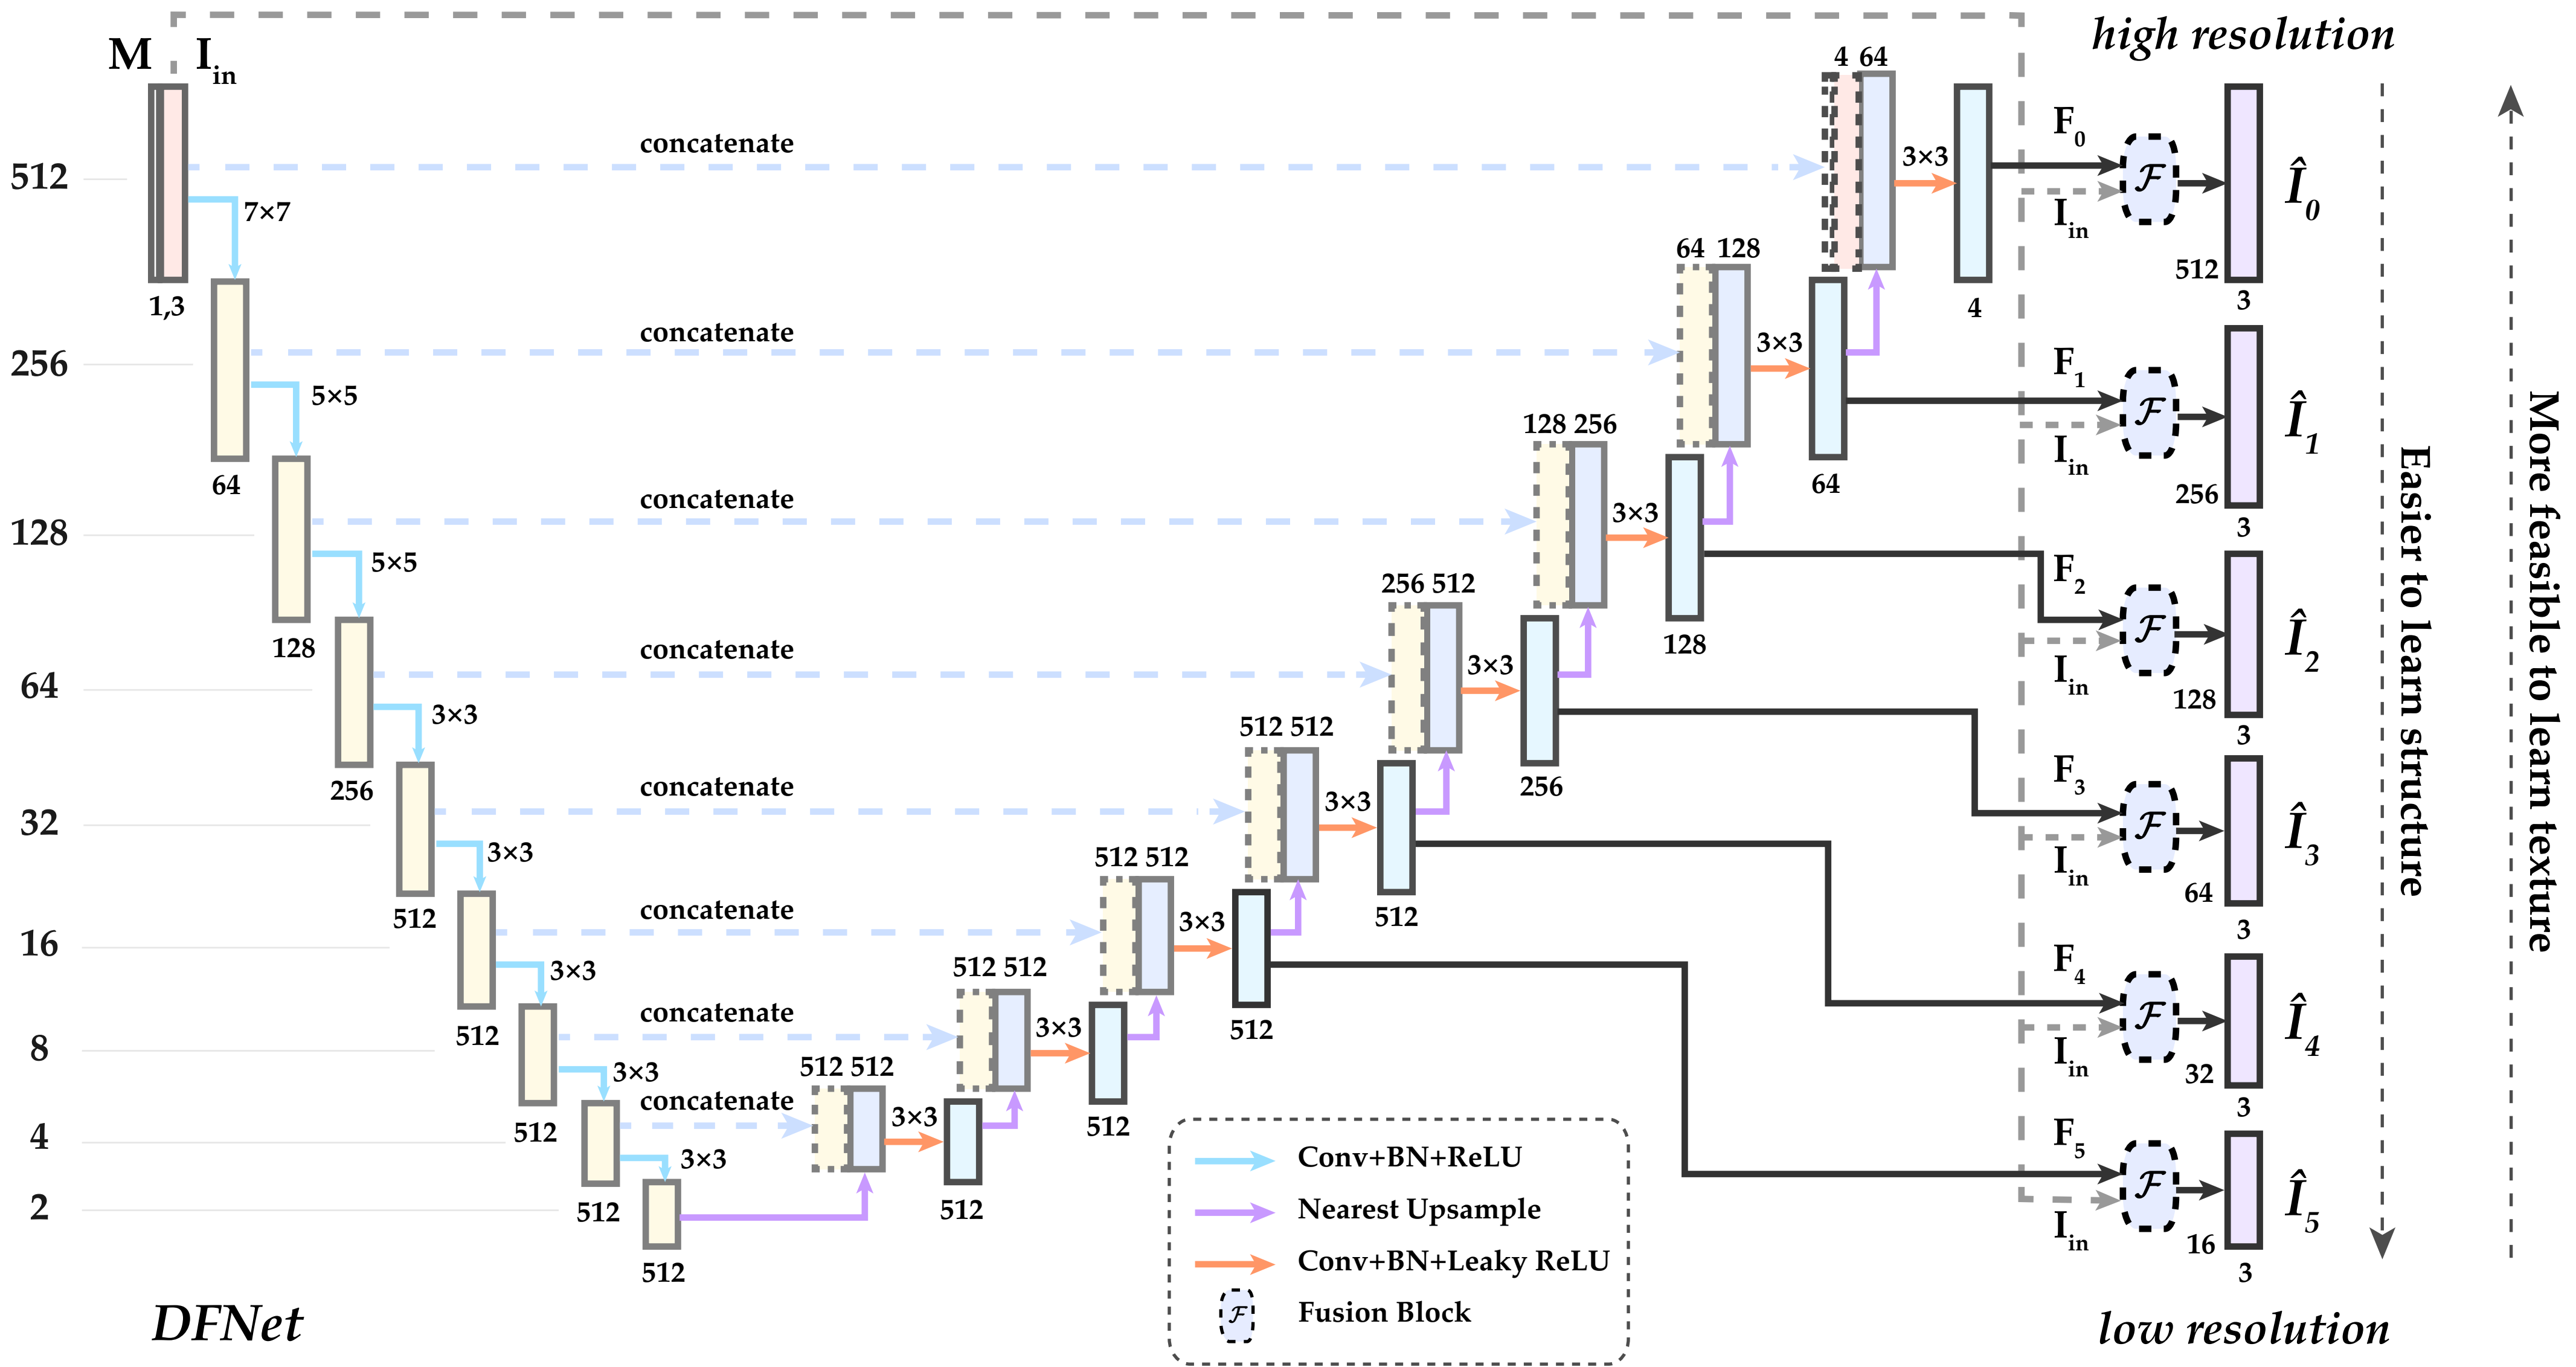 M I_in
high resolution
4 64
512
concatenate
7×7
1,3
3×3
4
F_0
I_in
ℱ
512
3
Î_0
256
concatenate
5×5
64
64 128
3×3
64
F_1
I_in
ℱ
256
3
Î_1
128
concatenate
5×5
128
128 256
3×3
128
F_2
I_in
ℱ
128
3
Î_2
64
concatenate
3×3
256
256 512
3×3
256
F_3
I_in
ℱ
64
3
Î_3
32
concatenate
3×3
512
512 512
3×3
512
F_4
I_in
ℱ
32
3
Î_4
16
concatenate
3×3
512
512 512
3×3
512
F_5
I_in
ℱ
16
3
Î_5
8
concatenate
3×3
512
512 512
3×3
512
4
concatenate
3×3
512
512 512
3×3
512
2
512
Easier to learn structure
More feasible to learn texture
Conv+BN+ReLU
Nearest Upsample
Conv+BN+Leaky ReLU
ℱ Fusion Block
DFNet
low resolution